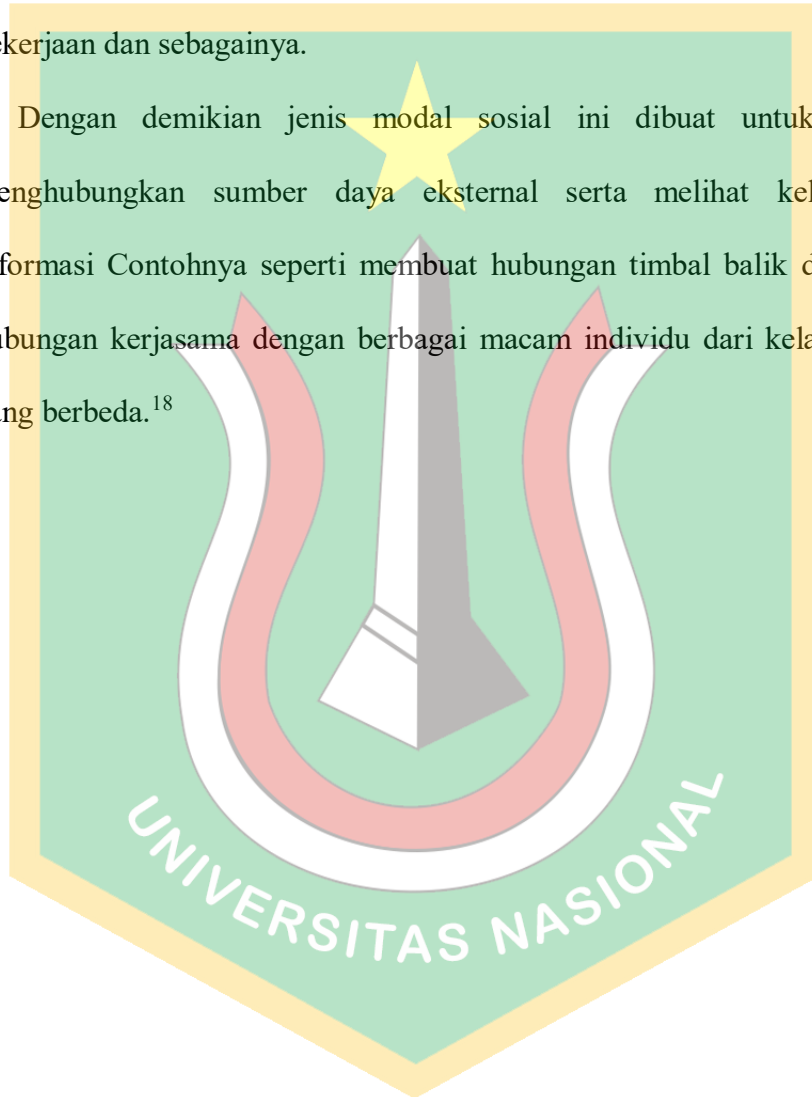 ekerjaan dan sebagainya.
Dengan demikian jenis modal sosial ini dibuat untuk
enghubungkan sumber daya eksternal serta melihat kel
formasi Contohnya seperti membuat hubungan timbal balik d
ubungan kerjasama dengan berbagai macam individu dari kela
ng berbeda.18
UNIVERSITAS NASIONAL